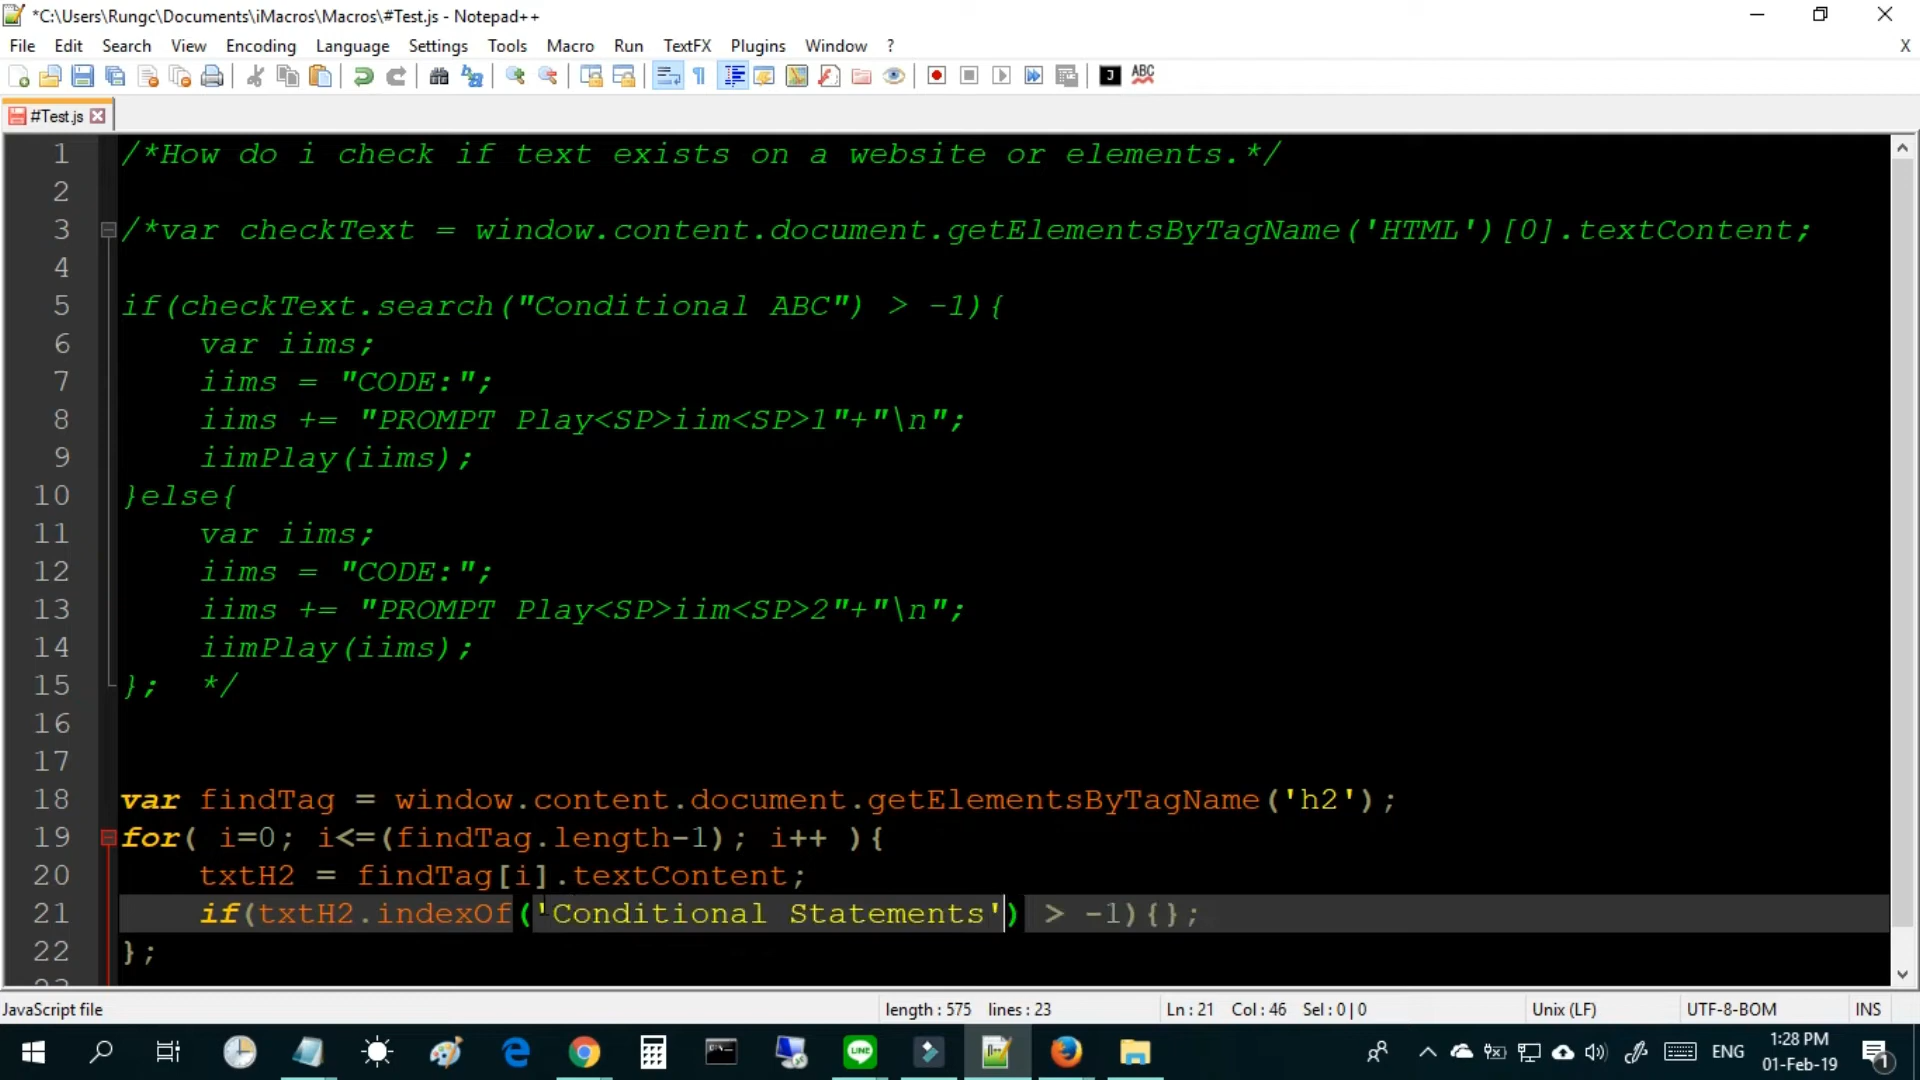 *C:\Users\Rungc\Documents\iMacros\Macros\#Test.js - Notepad++
File Edit Search View Encoding Language Settings Tools Macro Run TextFX Plugins Window ? X
J ABC
#Test.js
1 /*How do i check if text exists on a website or elements.*/
2
3 /*var checkText = window.content.document.getElementsByTagName('HTML')[0].textContent;
4
5 if(checkText.search("Conditional ABC") > -1){
6 var iims;
7 iims = "CODE:";
8 iims += "PROMPT Play<SP>iim<SP>1"+"\n";
9 iimPlay(iims);
10 }else{
11 var iims;
12 iims = "CODE:";
13 iims += "PROMPT Play<SP>iim<SP>2"+"\n";
14 iimPlay(iims);
15 }; */
16
17
18 var findTag = window.content.document.getElementsByTagName('h2');
19 for( i=0; i<=(findTag.length-1); i++ ){
20 txtH2 = findTag[i].textContent;
21 if(txtH2.indexOf('Conditional Statements') > -1){};
22 };
JavaScript file length : 575 lines : 23 Ln : 21 Col : 46 Sel : 0 | 0 Unix (LF) UTF-8-BOM INS
LINE ENG 1:28 PM 1
01-Feb-19